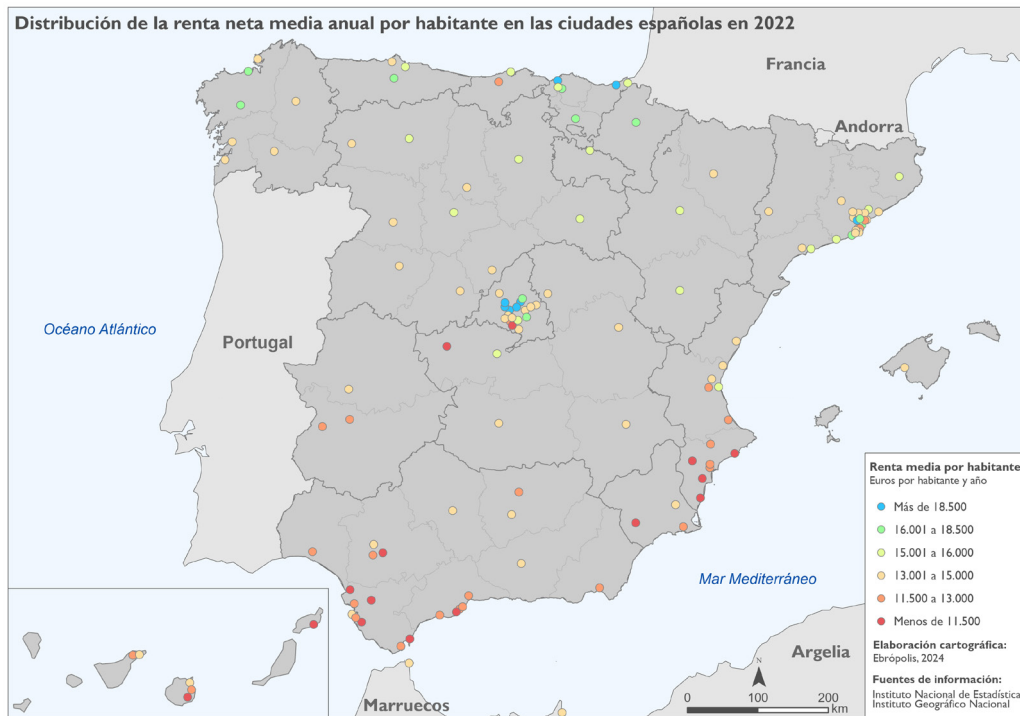 Distribución de la renta neta media anual por habitante en las ciudades españolas en 2022
Francia
Andorra
Océano Atlántico
Portugal
Mar Mediterráneo
Argelia
Marruecos
Renta media por habitante
Euros por habitante y año
Más de 18.500
16.001 a 18.500
15.001 a 16.000
13.001 a 15.000
11.500 a 13.000
Menos de 11.500
Elaboración cartográfica:
Ebrópolis, 2024
Fuentes de información:
Instituto Nacional de Estadística
Instituto Geográfico Nacional
N
0 100 200
km